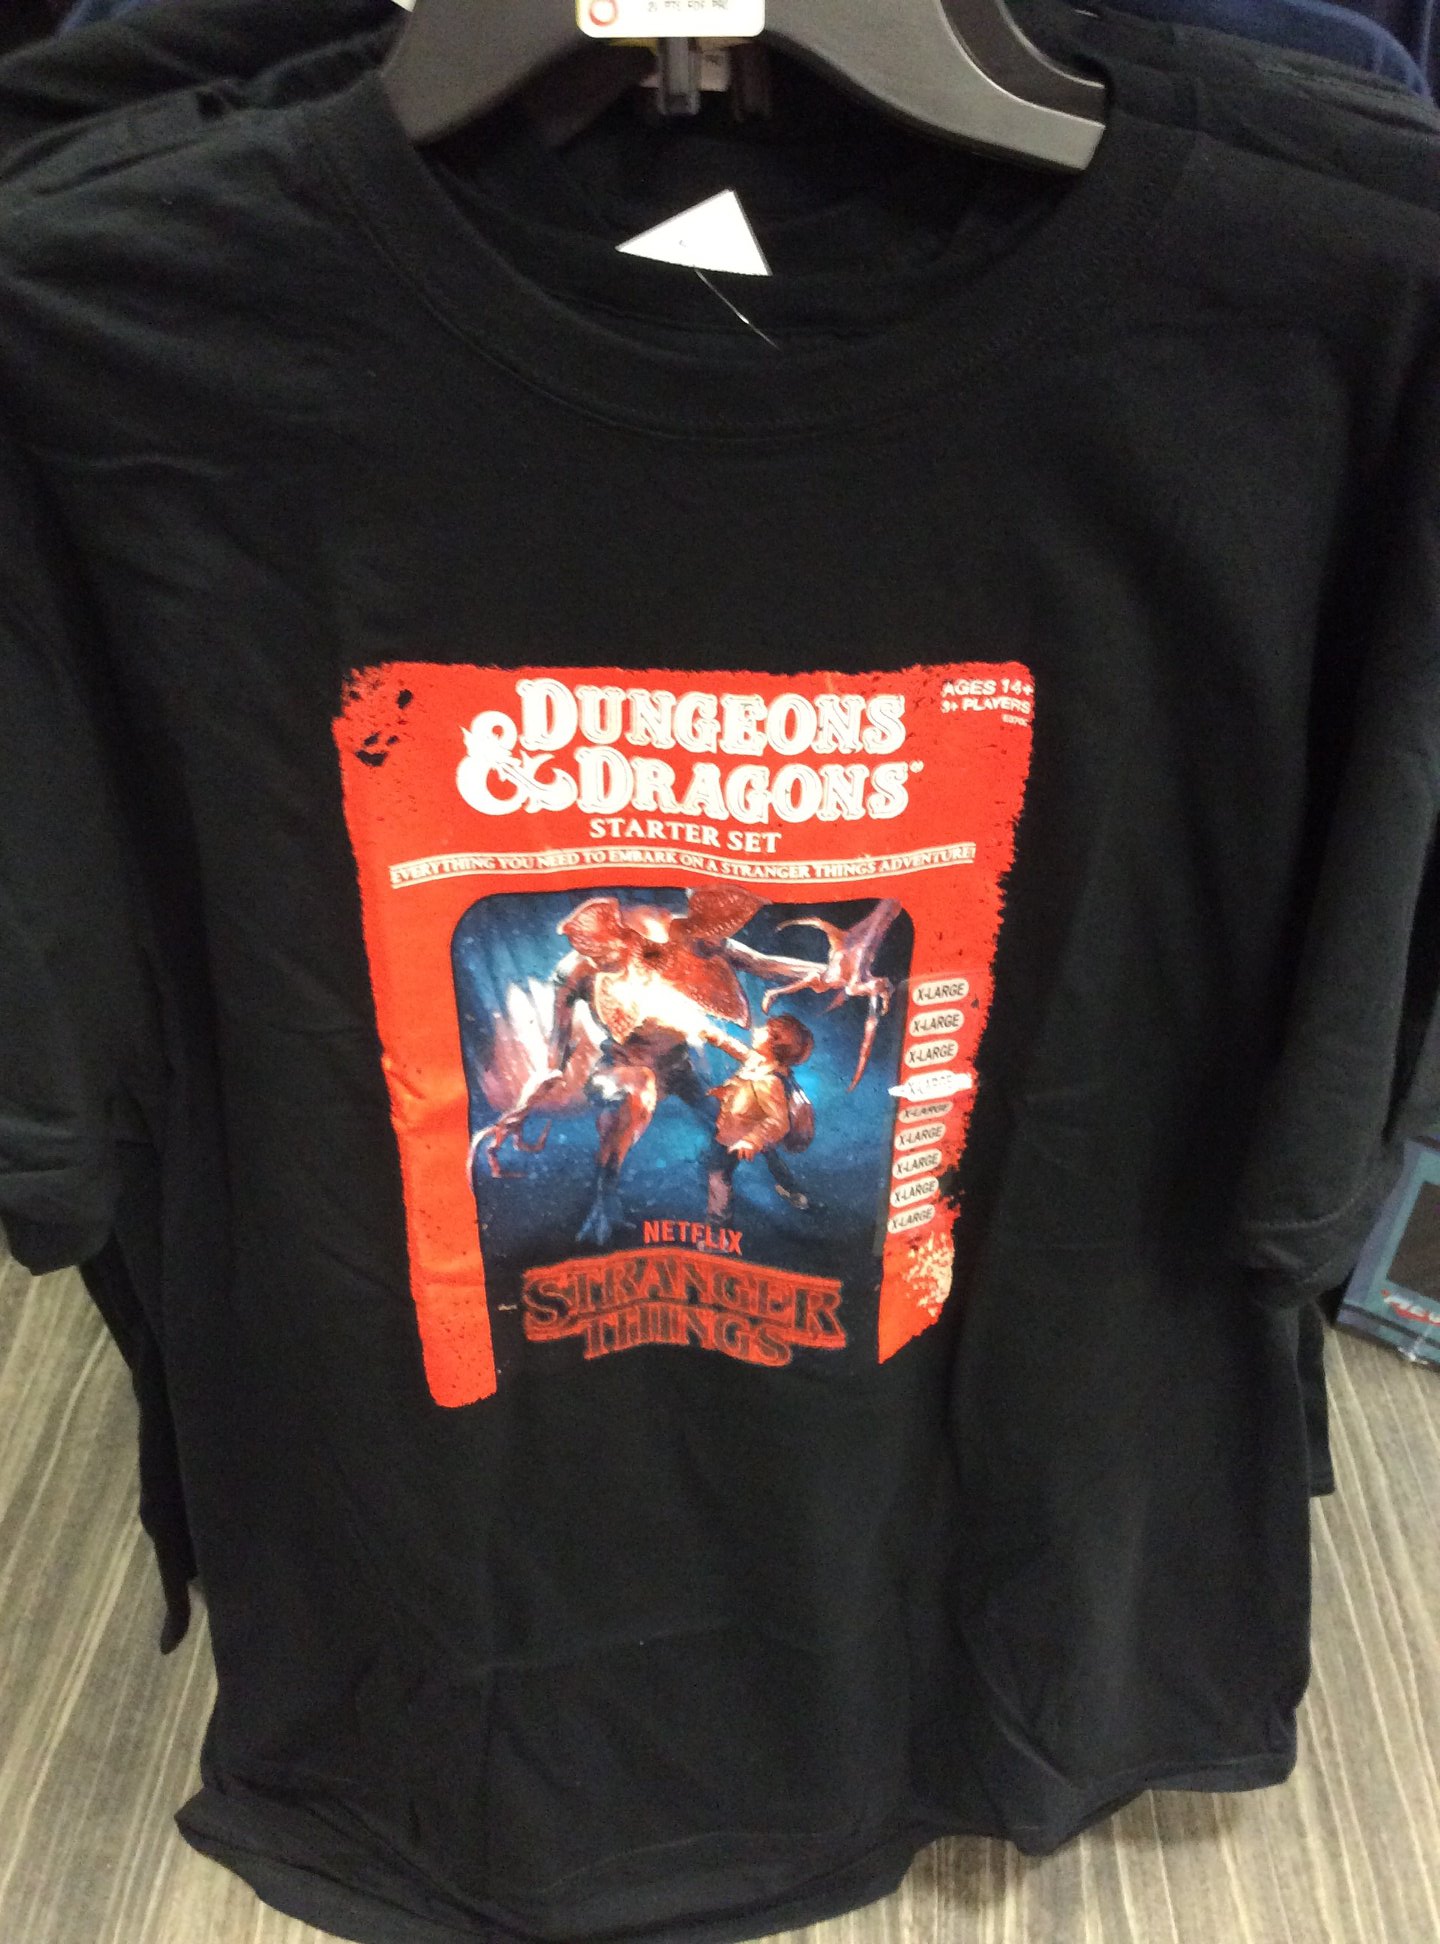 DUNGEONS
& DRAGONS
STARTER SET
EVERYTHING YOU NEED TO EMBARK ON A STRANGER THINGS ADVENTURE!
AGES 14+
3+ PLAYERS
X-LARGE
X-LARGE
X-LARGE
X-LARGE
X-LARGE
X-LARGE
X-LARGE
X-LARGE
X-LARGE
NETFLIX
STRANGER
THINGS